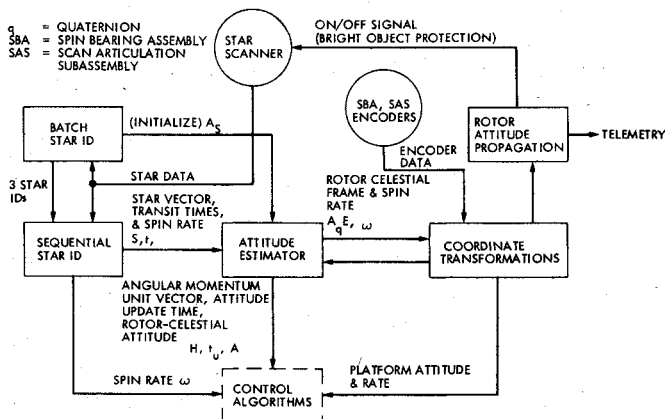 q = QUATERNION
SBA = SPIN BEARING ASSEMBLY
SAS = SCAN ARTICULATION
SUBASSEMBLY
STAR
SCANNER
ON/OFF SIGNAL
(BRIGHT OBJECT PROTECTION)
BATCH
STAR ID
(INITIALIZE) A_S
SBA, SAS
ENCODERS
ROTOR
ATTITUDE
PROPAGATION
TELEMETRY
3 STAR
IDs
STAR DATA
STAR VECTOR,
TRANSIT TIMES,
& SPIN RATE
S, t,
ENCODER
DATA
ROTOR CELESTIAL
FRAME & SPIN
RATE
A_q E, ω
SEQUENTIAL
STAR ID
ATTITUDE
ESTIMATOR
COORDINATE
TRANSFORMATIONS
ANGULAR MOMENTUM
UNIT VECTOR, ATTITUDE
UPDATE TIME,
ROTOR-CELESTIAL
ATTITUDE
H, t_u, A
SPIN RATE ω
CONTROL
ALGORITHMS
PLATFORM ATTITUDE
& RATE